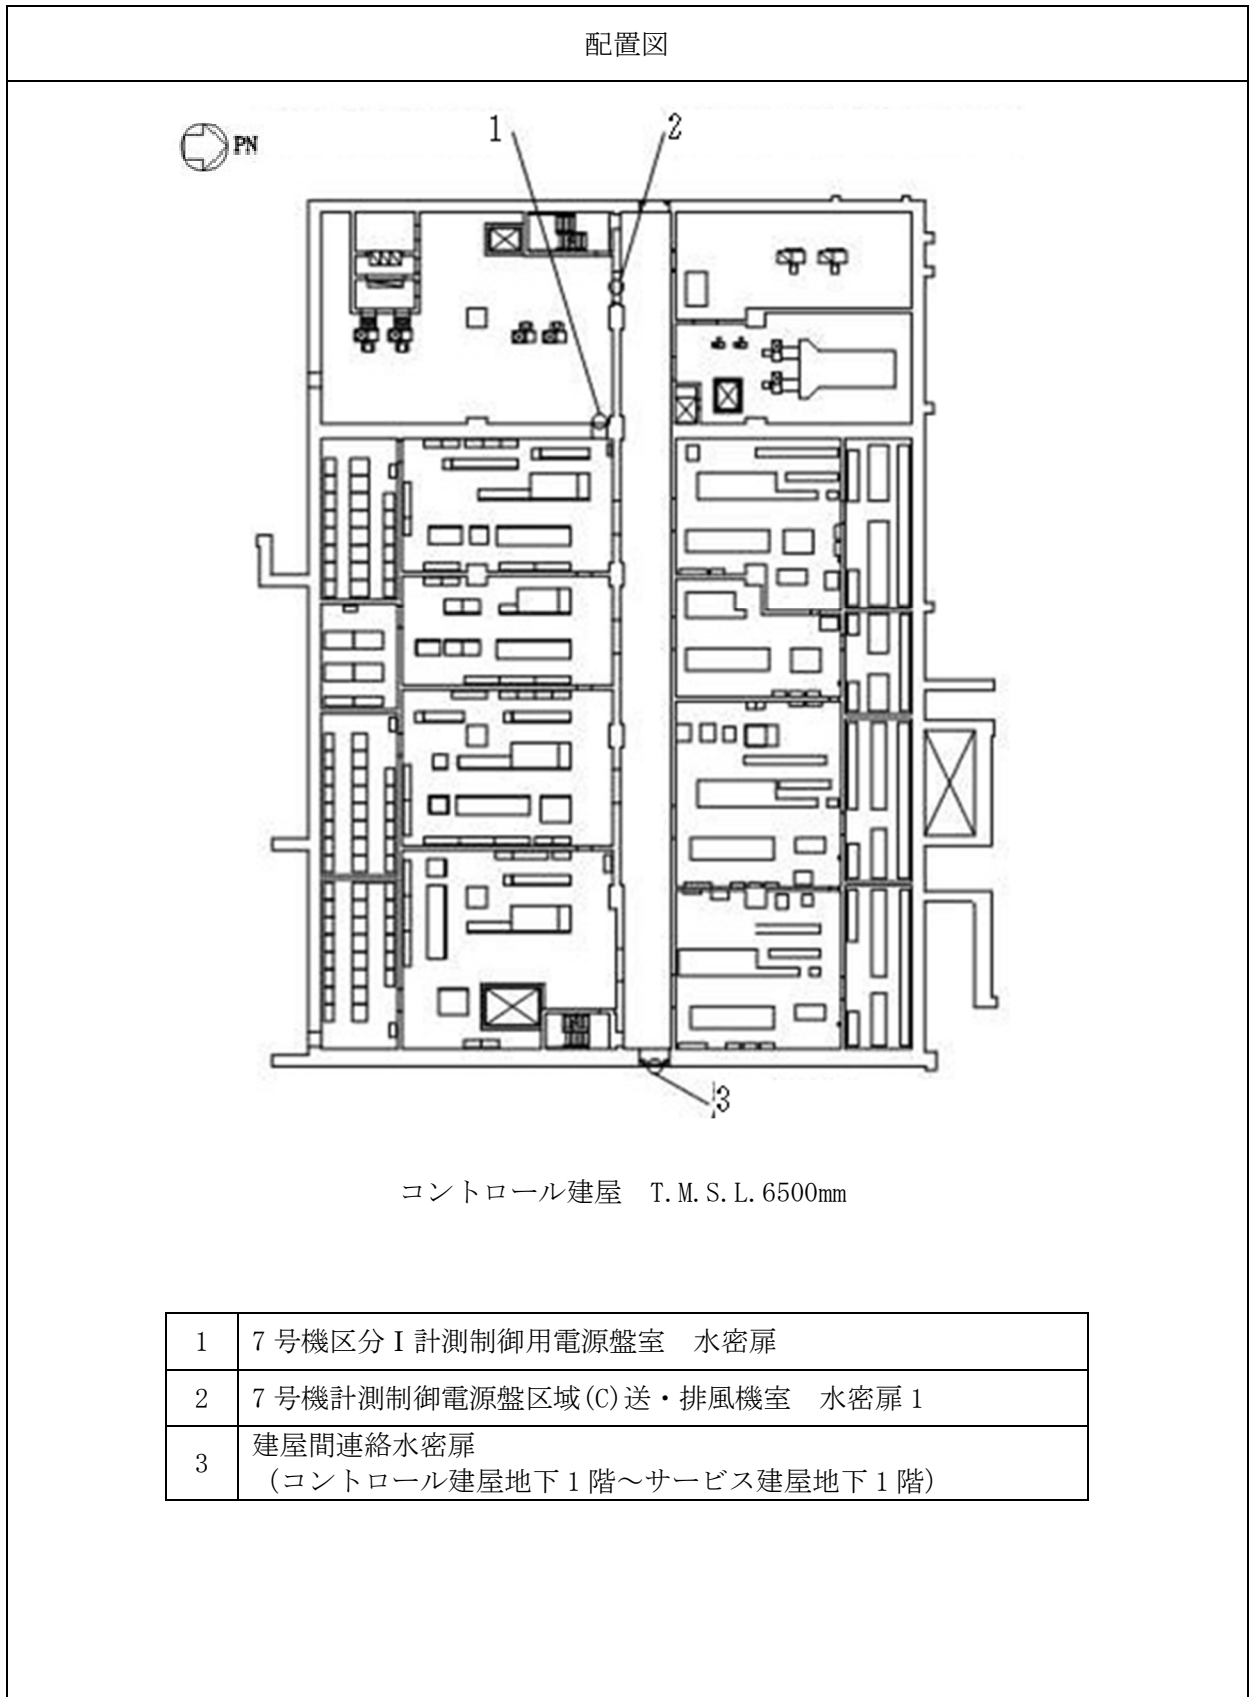 配置図
PN
1
2
3
コントロール建屋　T.M.S.L.6500mm
1 7号機区分Ⅰ計測制御用電源盤室　水密扉
2 7号機計測制御電源盤区域(C)送・排風機室　水密扉1
3 建屋間連絡水密扉
（コントロール建屋地下1階～サービス建屋地下1階）